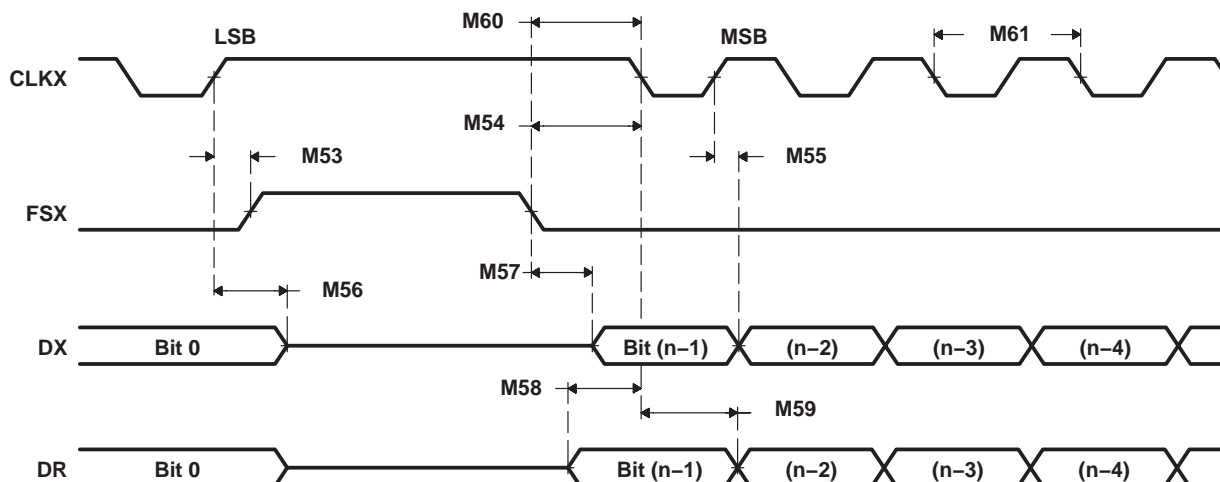 M60
LSB
MSB
M61
CLKX
M54
M53
M55
FSX
M57
M56
DX
Bit 0
Bit (n−1)
(n−2)
(n−3)
(n−4)
M58
M59
DR
Bit 0
Bit (n−1)
(n−2)
(n−3)
(n−4)